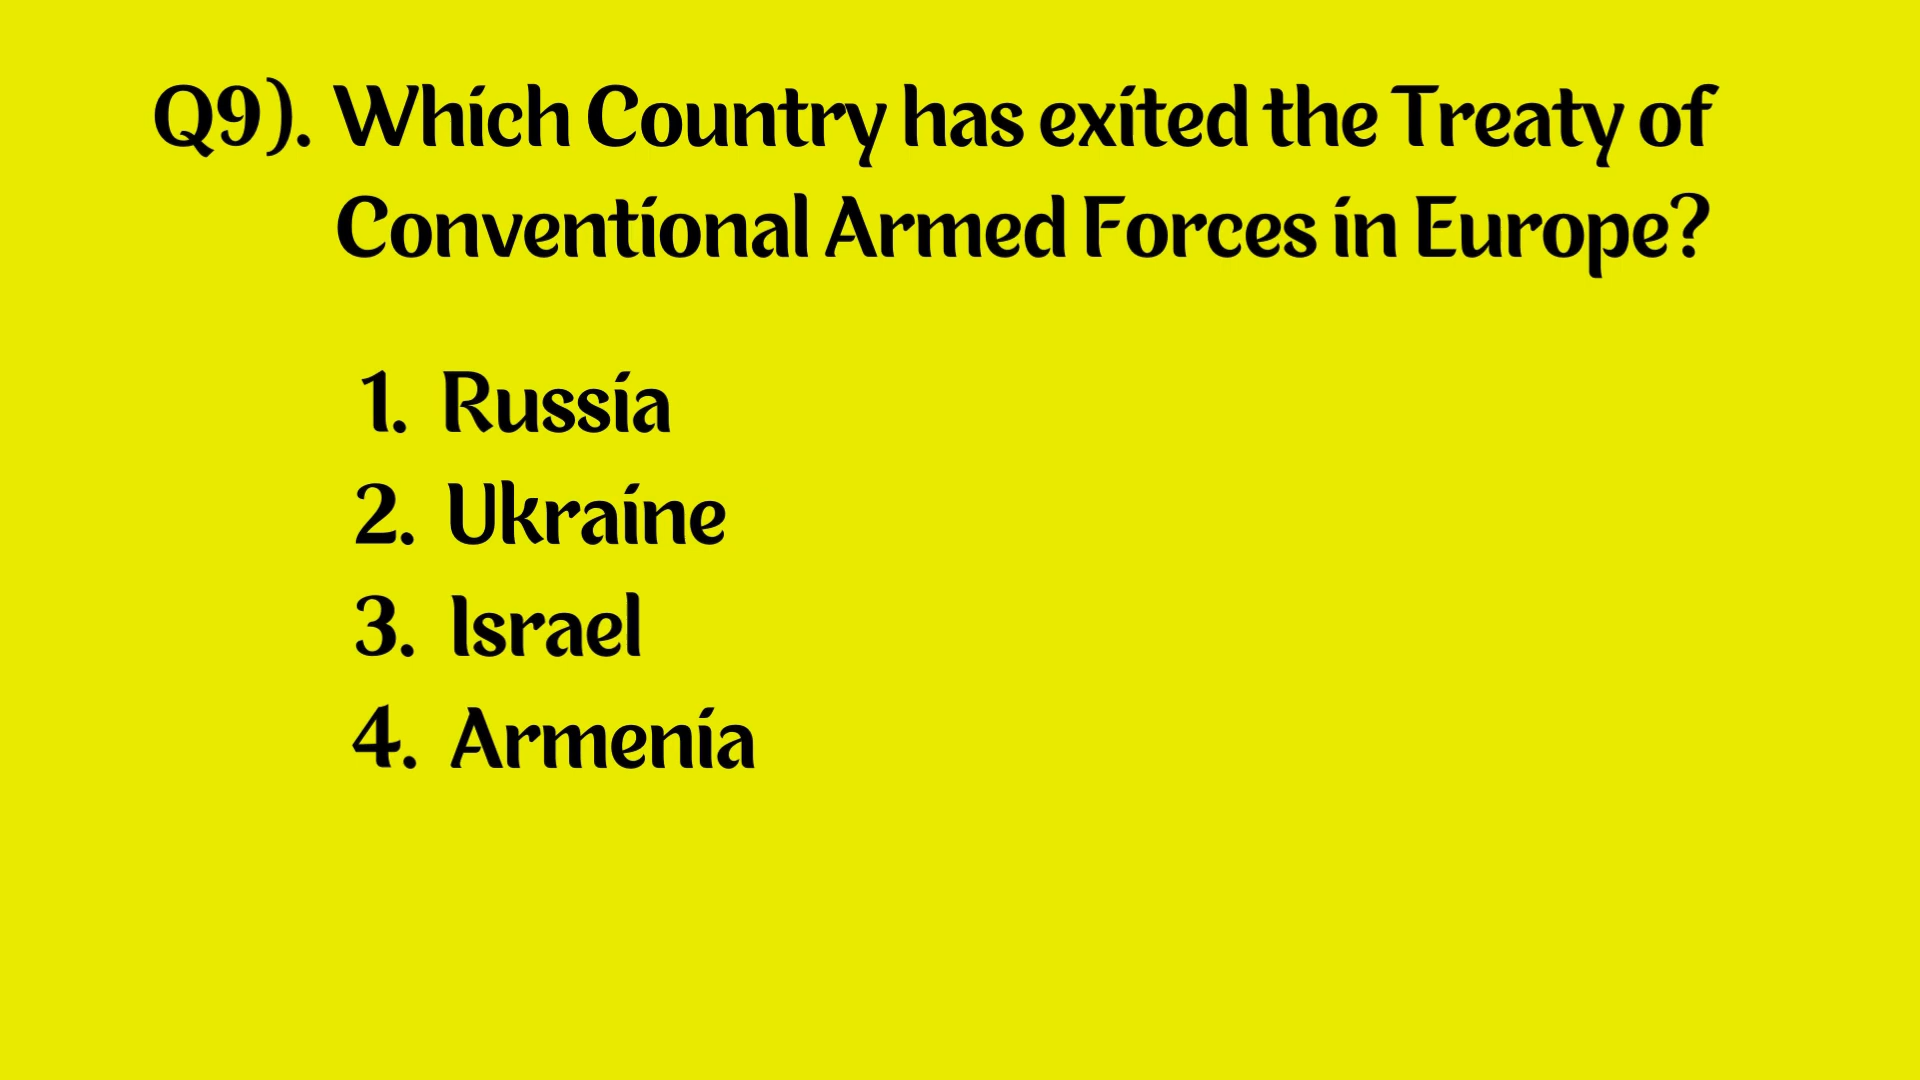 Q9). Which Country has exited the Treaty of
Conventional Armed Forces in Europe?
1. Russia
2. Ukraine
3. Israel
4. Armenia